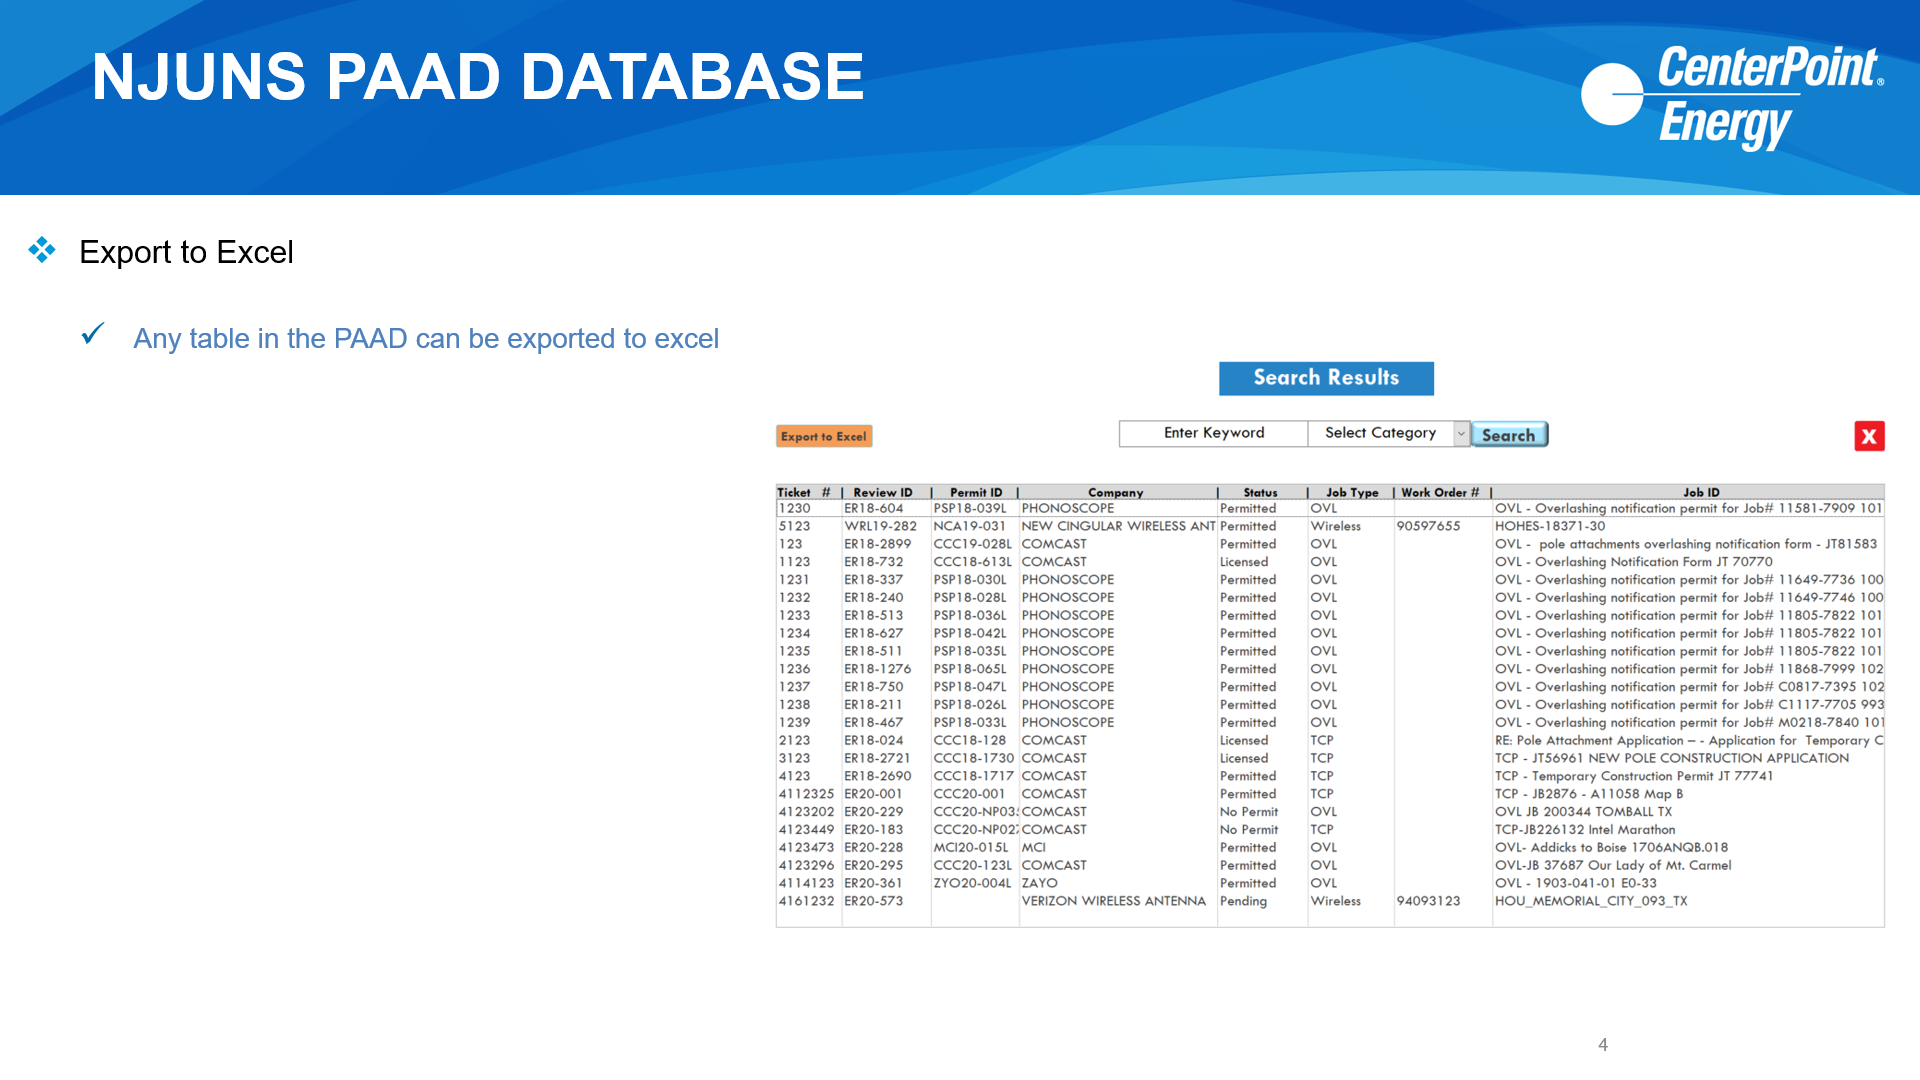 NJUNS PAAD DATABASE
CenterPoint®
Energy
Export to Excel
Any table in the PAAD can be exported to excel
Search Results
Export to Excel Enter Keyword Select Category Search X
Ticket # | Review ID | Permit ID | Company | Status | Job Type | Work Order # | Job ID
1230 ER18-604 PSP18-039L PHONOSCOPE Permitted OVL OVL - Overlashing notification permit for Job# 11581-7909 101
5123 WRL19-282 NCA19-031 NEW CINGULAR WIRELESS ANT Permitted Wireless 90597655 HOHES-18371-30
123 ER18-2899 CCC19-028L COMCAST Permitted OVL OVL - pole attachments overlashing notification form - JT81583
1123 ER18-732 CCC18-613L COMCAST Licensed OVL OVL - Overlashing Notification Form JT 70770
1231 ER18-337 PSP18-030L PHONOSCOPE Permitted OVL OVL - Overlashing notification permit for Job# 11649-7736 100
1232 ER18-240 PSP18-028L PHONOSCOPE Permitted OVL OVL - Overlashing notification permit for Job# 11649-7746 100
1233 ER18-513 PSP18-036L PHONOSCOPE Permitted OVL OVL - Overlashing notification permit for Job# 11805-7822 101
1234 ER18-627 PSP18-042L PHONOSCOPE Permitted OVL OVL - Overlashing notification permit for Job# 11805-7822 101
1235 ER18-511 PSP18-035L PHONOSCOPE Permitted OVL OVL - Overlashing notification permit for Job# 11805-7822 101
1236 ER18-1276 PSP18-065L PHONOSCOPE Permitted OVL OVL - Overlashing notification permit for Job# 11868-7999 102
1237 ER18-750 PSP18-047L PHONOSCOPE Permitted OVL OVL - Overlashing notification permit for Job# C0817-7395 102
1238 ER18-211 PSP18-026L PHONOSCOPE Permitted OVL OVL - Overlashing notification permit for Job# C1117-7705 993
1239 ER18-467 PSP18-033L PHONOSCOPE Permitted OVL OVL - Overlashing notification permit for Job# M0218-7840 101
2123 ER18-024 CCC18-128 COMCAST Licensed TCP RE: Pole Attachment Application – - Application for Temporary C
3123 ER18-2721 CCC18-1730 COMCAST Licensed TCP TCP - JT56961 NEW POLE CONSTRUCTION APPLICATION
4123 ER18-2690 CCC18-1717 COMCAST Permitted TCP TCP - Temporary Construction Permit JT 77741
4112325 ER20-001 CCC20-001 COMCAST Permitted TCP TCP - JB2876 - A11058 Map B
4123202 ER20-229 CCC20-NP035 COMCAST No Permit OVL OVL JB 200344 TOMBALL TX
4123449 ER20-183 CCC20-NP027 COMCAST No Permit TCP TCP-JB226132 Intel Marathon
4123473 ER20-228 MCI20-015L MCI Permitted OVL OVL- Addicks to Boise 1706ANQB.018
4123296 ER20-295 CCC20-123L COMCAST Permitted OVL OVL-JB 37687 Our Lady of Mt. Carmel
4114123 ER20-361 ZYO20-004L ZAYO Permitted OVL OVL - 1903-041-01 E0-33
4161232 ER20-573 VERIZON WIRELESS ANTENNA Pending Wireless 94093123 HOU_MEMORIAL_CITY_093_TX
4